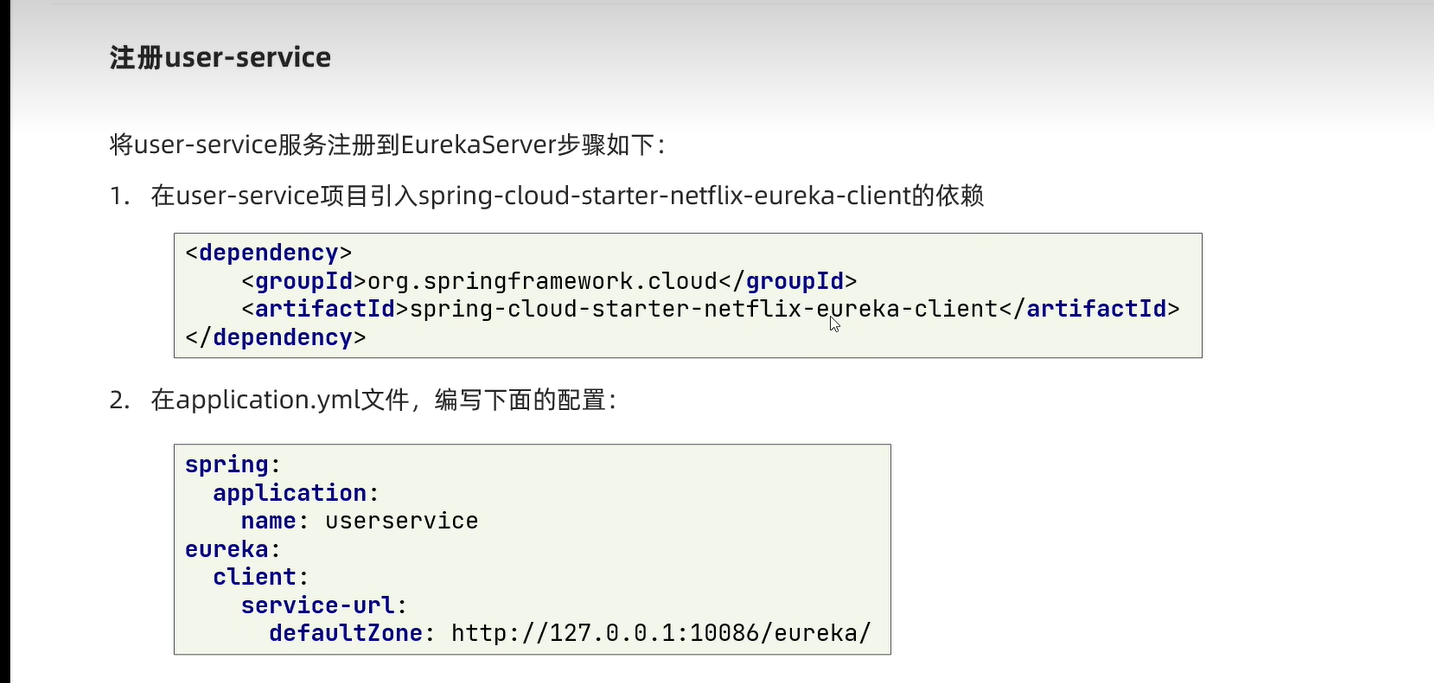 注册user-service
将user-service服务注册到EurekaServer步骤如下：
1. 在user-service项目引入spring-cloud-starter-netflix-eureka-client的依赖
<dependency>
    <groupId>org.springframework.cloud</groupId>
    <artifactId>spring-cloud-starter-netflix-eureka-client</artifactId>
</dependency>
2. 在application.yml文件，编写下面的配置：
spring:
  application:
    name: userservice
eureka:
  client:
    service-url:
      defaultZone: http://127.0.0.1:10086/eureka/